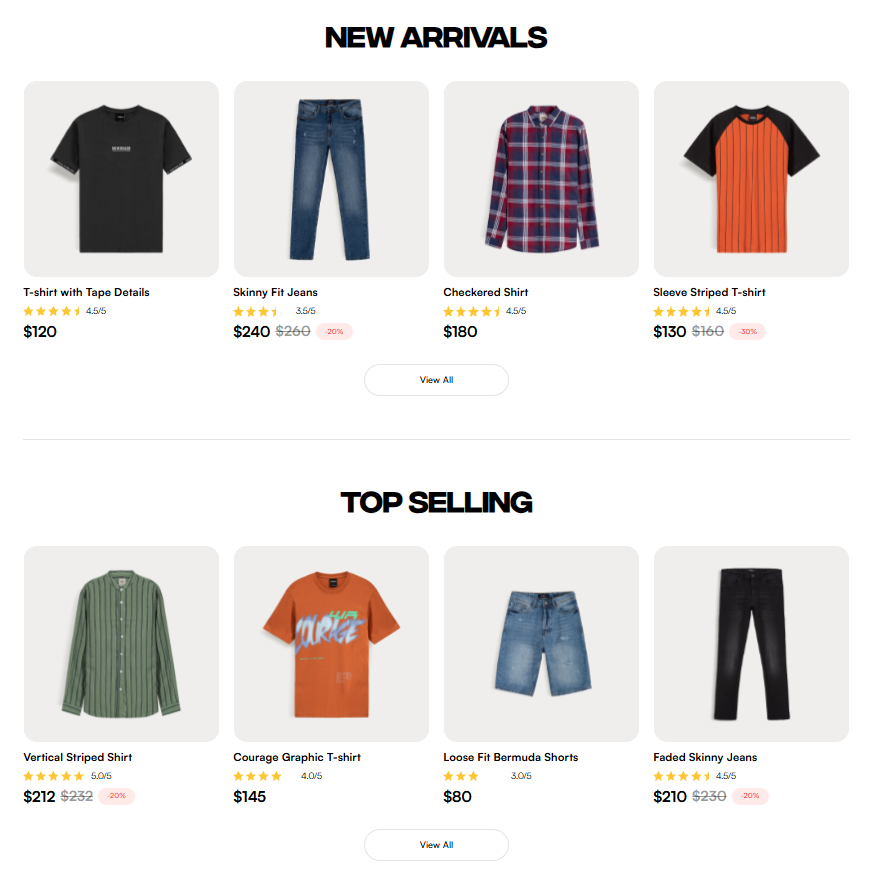 NEW ARRIVALS
T-shirt with Tape Details
4.5/5
$120
Skinny Fit Jeans
3.5/5
$240 $260 -20%
Checkered Shirt
4.5/5
$180
Sleeve Striped T-shirt
4.5/5
$130 $160 -30%
View All
TOP SELLING
COURAGE
Vertical Striped Shirt
5.0/5
$212 $232 -20%
Courage Graphic T-shirt
4.0/5
$145
Loose Fit Bermuda Shorts
3.0/5
$80
Faded Skinny Jeans
4.5/5
$210 $230 -20%
View All